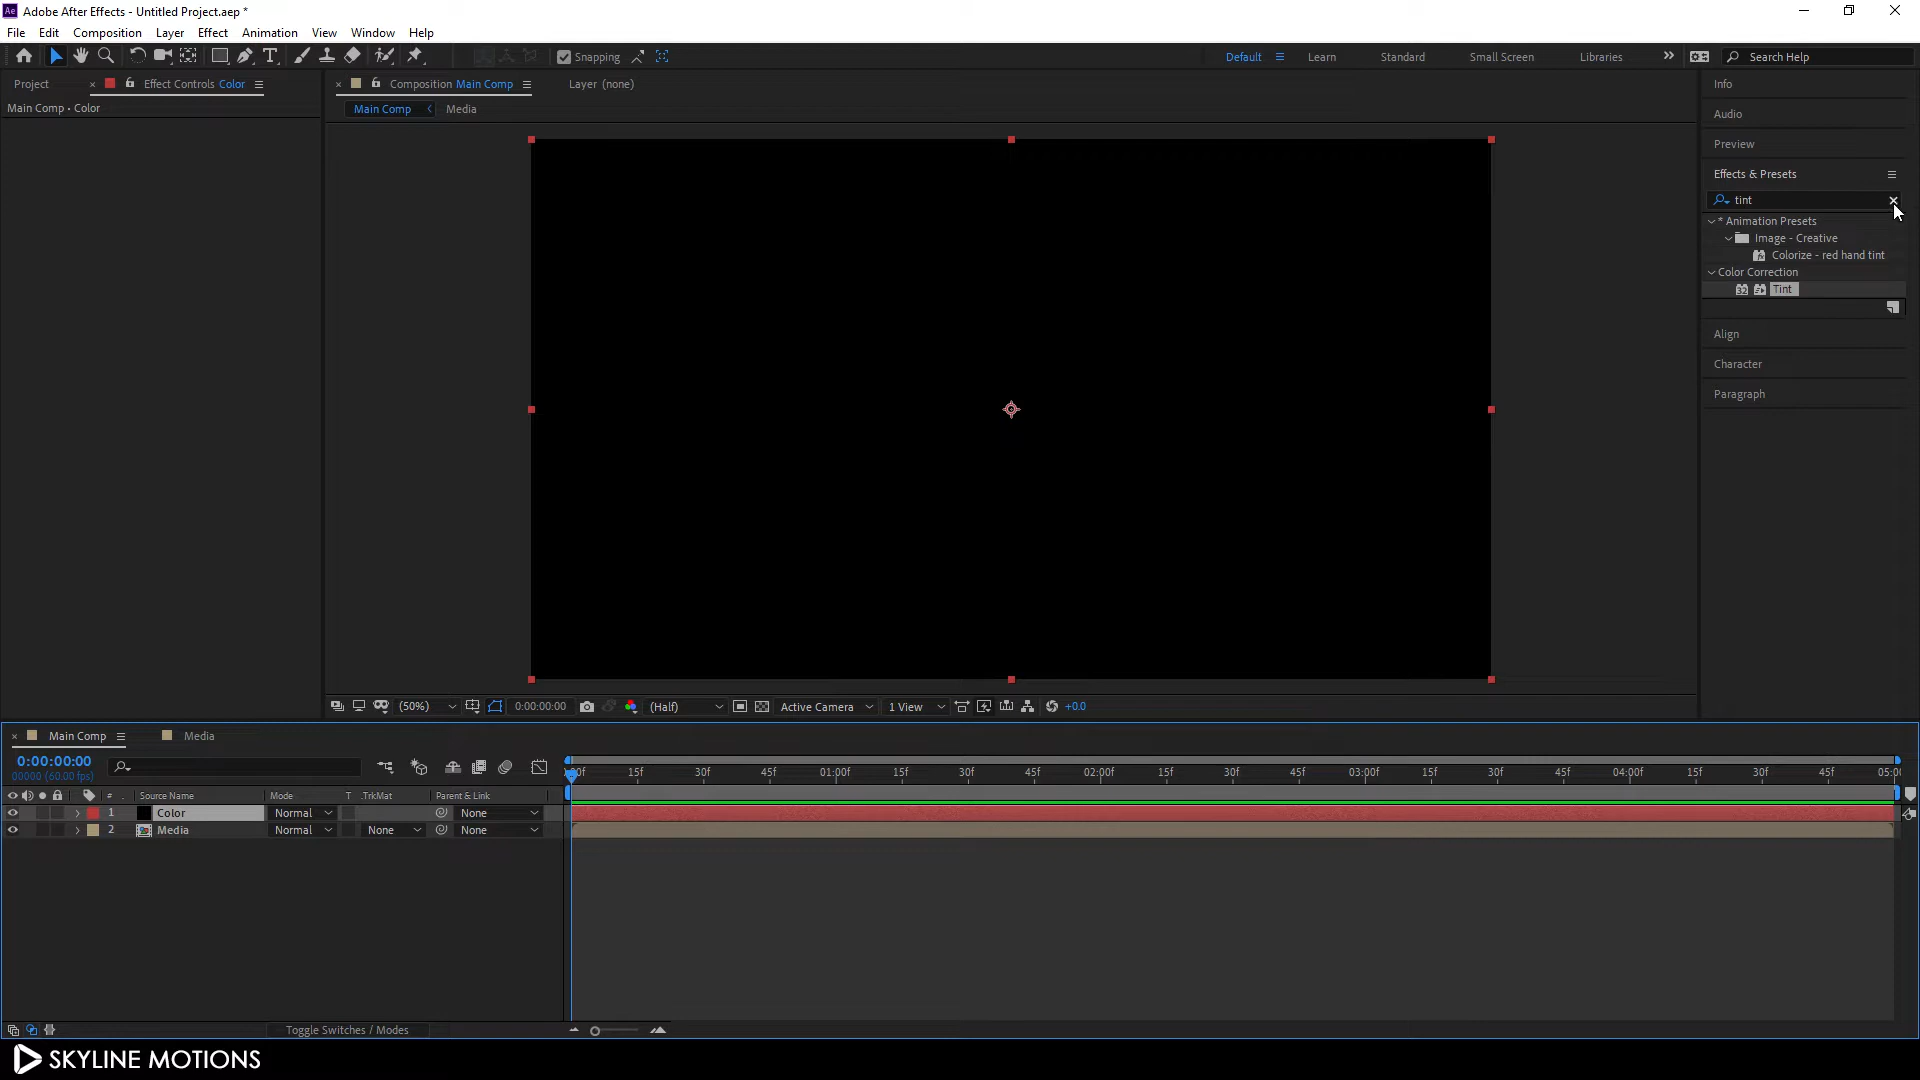 Adobe After Effects - Untitled Project.aep *
File Edit Composition Layer Effect Animation View Window Help
Snapping Default Learn Standard Small Screen Libraries Search Help
Project Effect Controls Color Composition Main Comp Layer (none)
Main Comp • Color
Main Comp Media
Info
Audio
Preview
Effects & Presets
tint
* Animation Presets
Image - Creative
Colorize - red hand tint
Color Correction
32 Tint
Align
Character
Paragraph
(50%) 0:00:00:00 (Half) Active Camera 1 View +0.0
Main Comp Media
0:00:00:00
00000 (60.00 fps)
:00f 15f 30f 45f 01:00f 15f 30f 45f 02:00f 15f 30f 45f 03:00f 15f 30f 45f 04:00f 15f 30f 45f 05:0
# Source Name Mode T .TrkMat Parent & Link
1 Color Normal None
2 Media Normal None None
Toggle Switches / Modes
SKYLINE MOTIONS